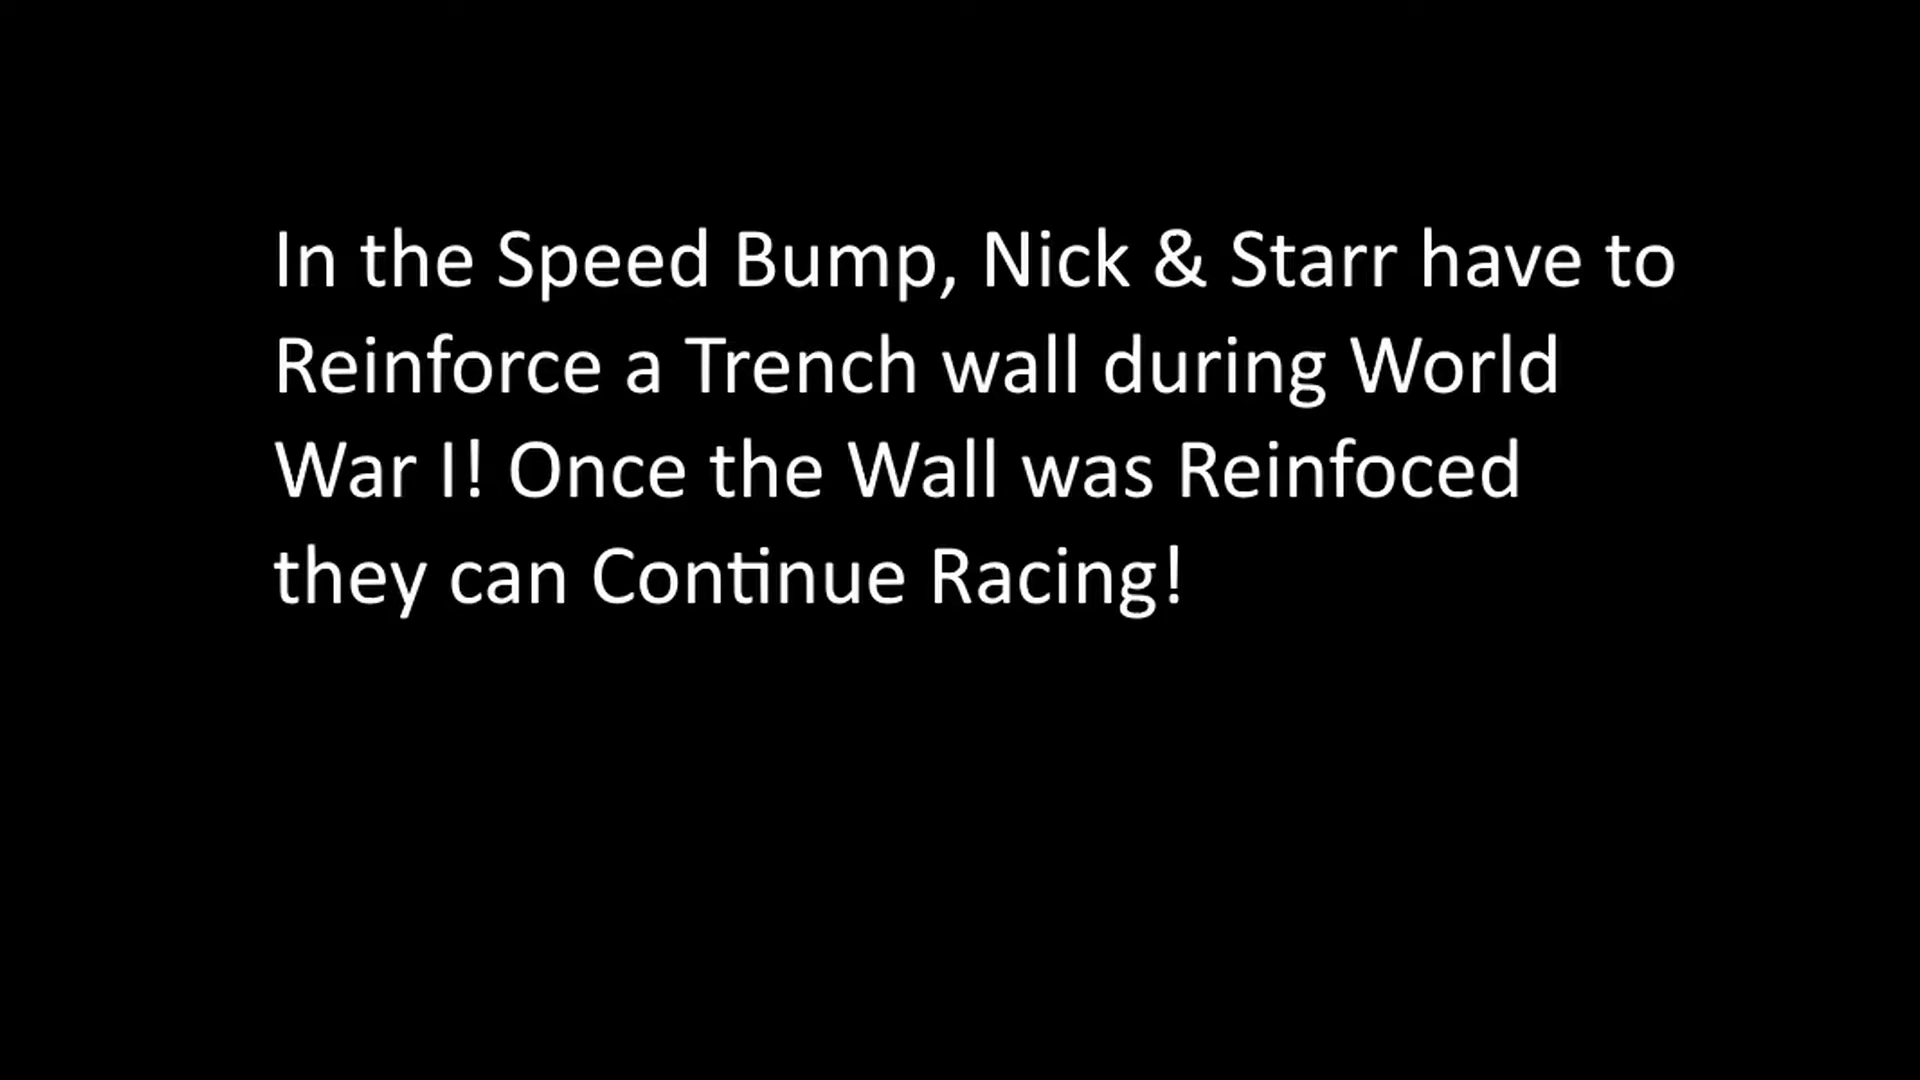 In the Speed Bump, Nick & Starr have to
Reinforce a Trench wall during World
War I! Once the Wall was Reinfoced
they can Continue Racing!